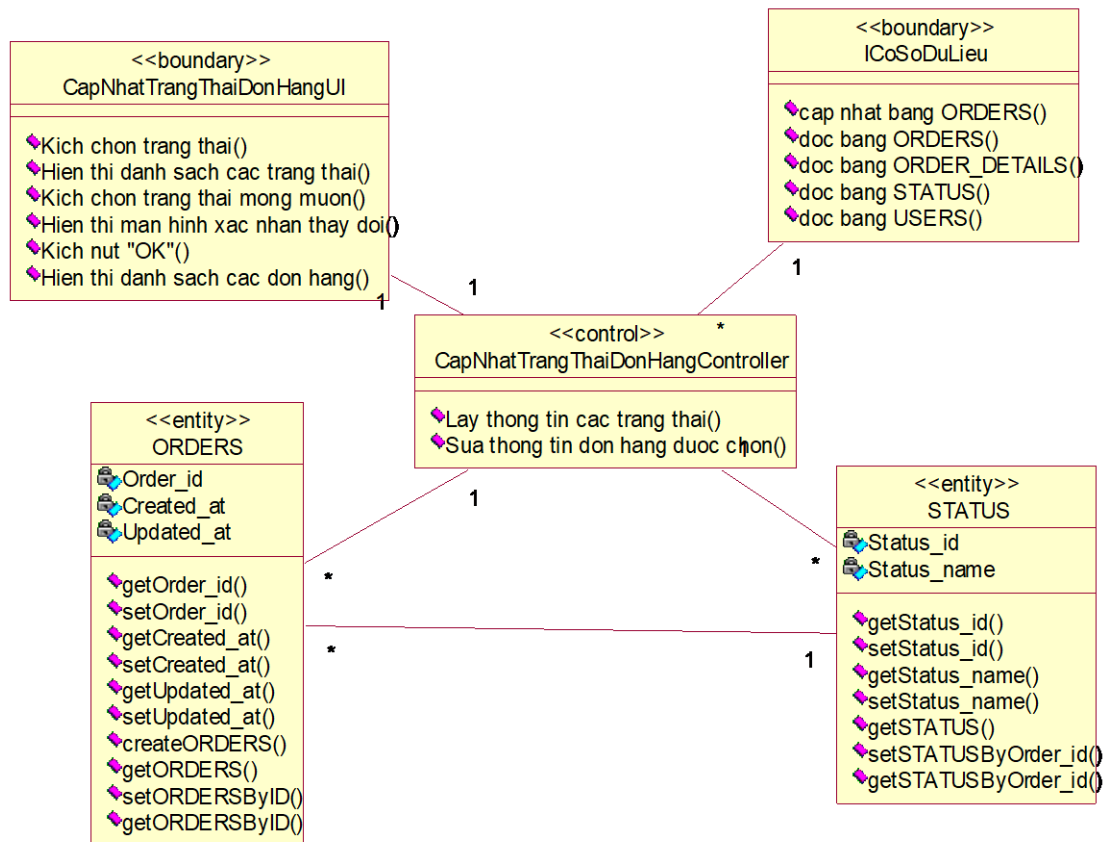 <<boundary>>
CapNhatTrangThaiDonHangUI
Kich chon trang thai()
Hien thi danh sach cac trang thai()
Kich chon trang thai mong muon()
Hien thi man hinh xac nhan thay doi()
Kich nut "OK"()
Hien thi danh sach cac don hang()
<<boundary>>
ICoSoDuLieu
cap nhat bang ORDERS()
doc bang ORDERS()
doc bang ORDER_DETAILS()
doc bang STATUS()
doc bang USERS()
1
1
1
*
<<control>>
CapNhatTrangThaiDonHangController
Lay thong tin cac trang thai()
Sua thong tin don hang duoc chon()
1
1
*
*
<<entity>>
ORDERS
Order_id
Created_at
Updated_at
getOrder_id()
setOrder_id()
getCreated_at()
setCreated_at()
getUpdated_at()
setUpdated_at()
createORDERS()
getORDERS()
setORDERSByID()
getORDERSByID()
*
1
<<entity>>
STATUS
Status_id
Status_name
getStatus_id()
setStatus_id()
getStatus_name()
setStatus_name()
getSTATUS()
setSTATUSByOrder_id()
getSTATUSByOrder_id()